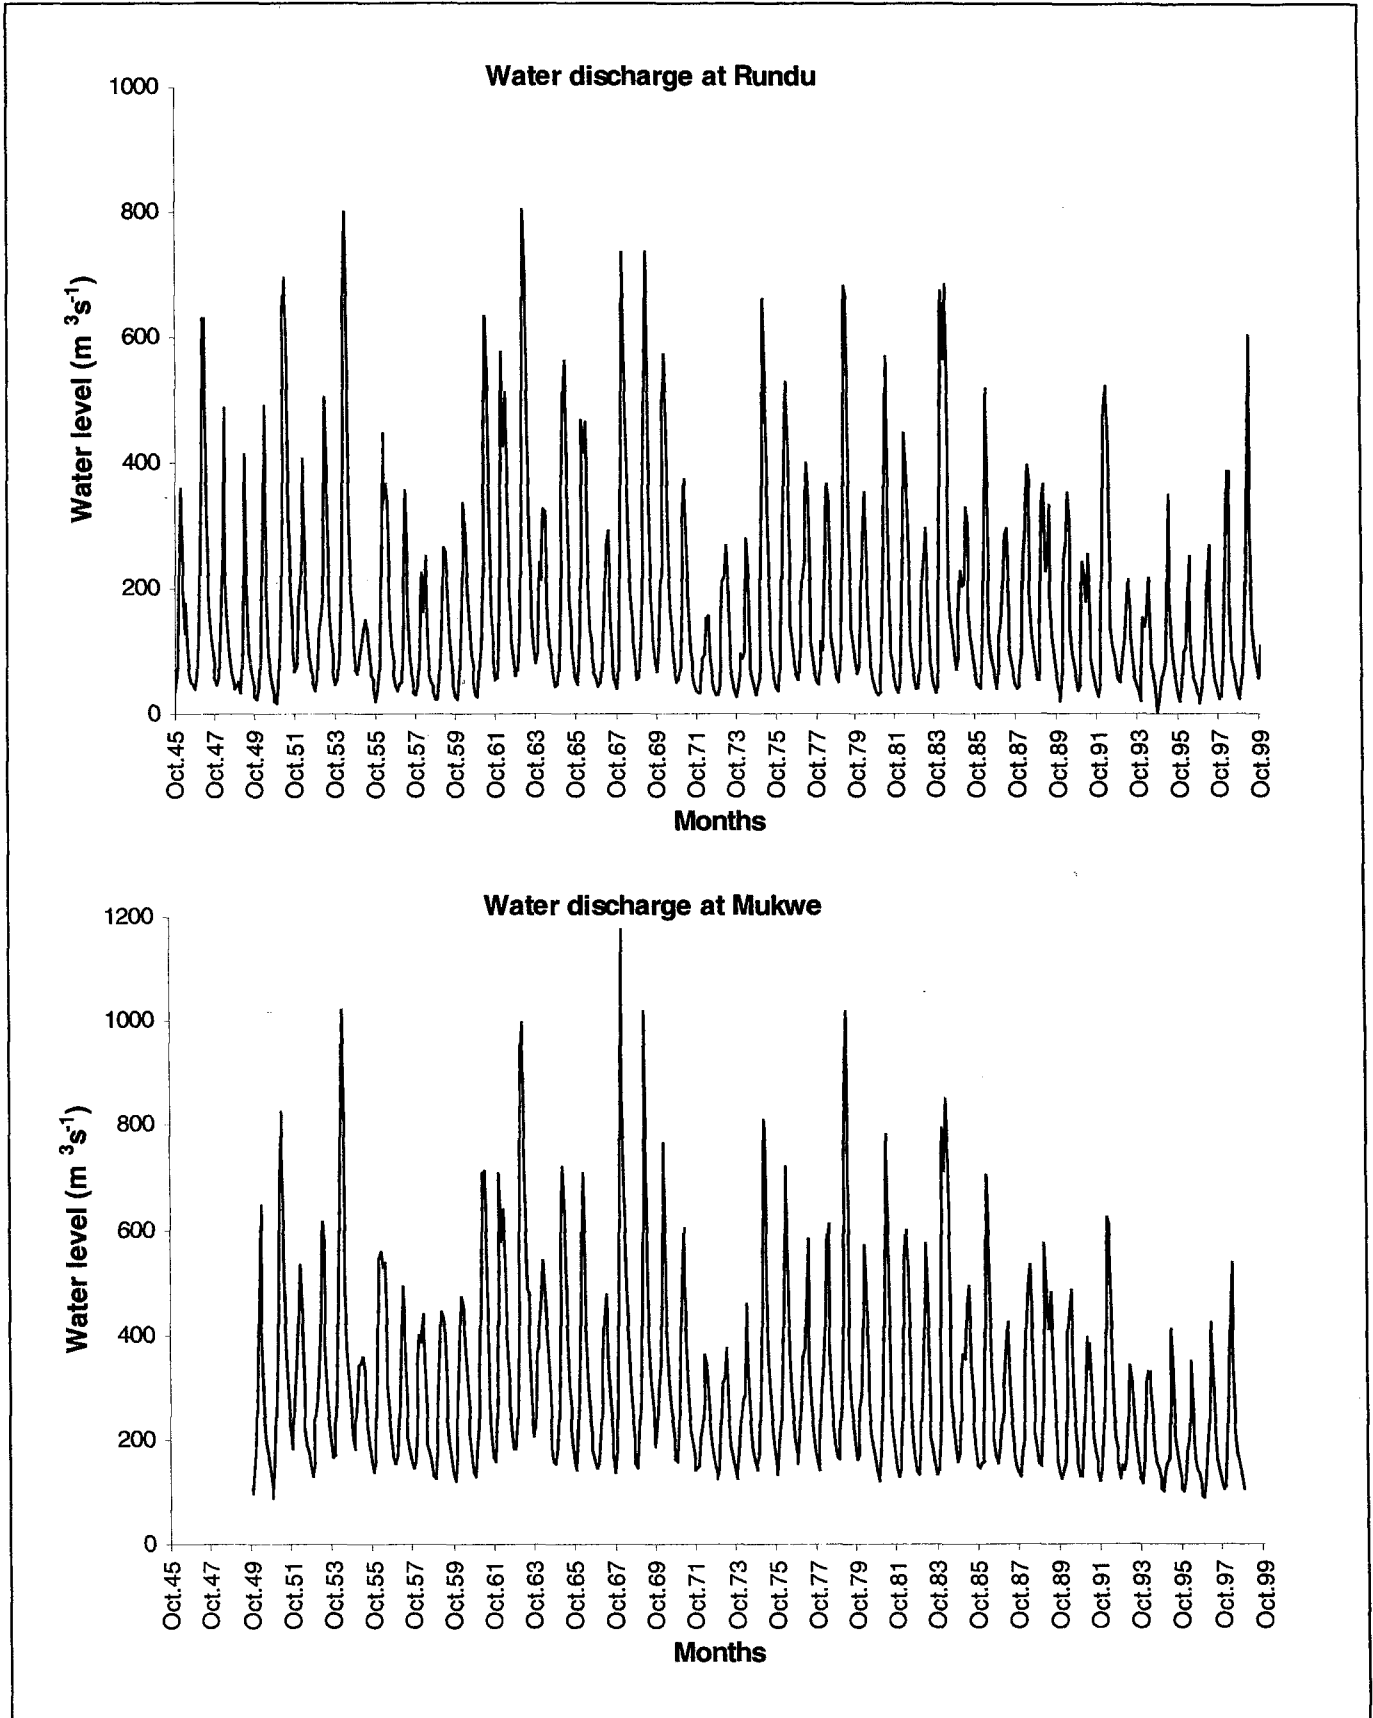 Water discharge at Rundu
Water level (m ³s⁻¹)
1000
800
600
400
200
0
Oct.45
Oct.47
Oct.49
Oct.51
Oct.53
Oct.55
Oct.57
Oct.59
Oct.61
Oct.63
Oct.65
Oct.67
Oct.69
Oct.71
Oct.73
Oct.75
Oct.77
Oct.79
Oct.81
Oct.83
Oct.85
Oct.87
Oct.89
Oct.91
Oct.93
Oct.95
Oct.97
Oct.99
Months
Water discharge at Mukwe
Water level (m ³s⁻¹)
1200
1000
800
600
400
200
0
Oct.45
Oct.47
Oct.49
Oct.51
Oct.53
Oct.55
Oct.57
Oct.59
Oct.61
Oct.63
Oct.65
Oct.67
Oct.69
Oct.71
Oct.73
Oct.75
Oct.77
Oct.79
Oct.81
Oct.83
Oct.85
Oct.87
Oct.89
Oct.91
Oct.93
Oct.95
Oct.97
Oct.99
Months